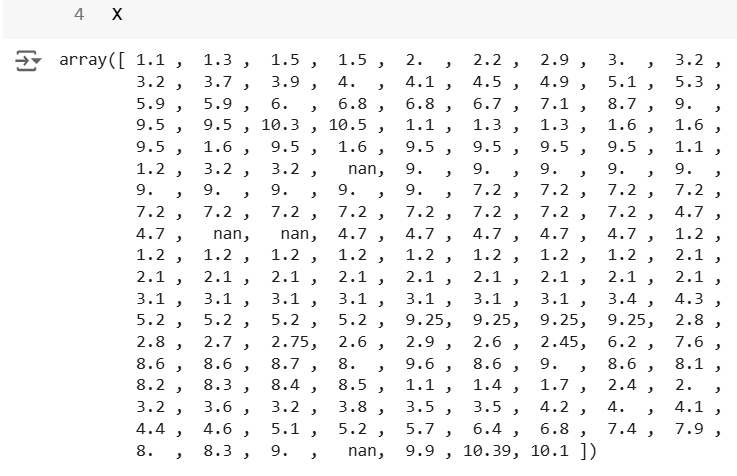 4 X
array([ 1.1 , 1.3 , 1.5 , 1.5 , 2. , 2.2 , 2.9 , 3. , 3.2 ,
3.2 , 3.7 , 3.9 , 4. , 4.1 , 4.5 , 4.9 , 5.1 , 5.3 ,
5.9 , 5.9 , 6. , 6.8 , 6.8 , 6.7 , 7.1 , 8.7 , 9. ,
9.5 , 9.5 , 10.3 , 10.5 , 1.1 , 1.3 , 1.3 , 1.6 , 1.6 ,
9.5 , 1.6 , 9.5 , 1.6 , 9.5 , 9.5 , 9.5 , 9.5 , 1.1 ,
1.2 , 3.2 , 3.2 , nan, 9. , 9. , 9. , 9. , 9. ,
9. , 9. , 9. , 9. , 9. , 7.2 , 7.2 , 7.2 , 7.2 ,
7.2 , 7.2 , 7.2 , 7.2 , 7.2 , 7.2 , 7.2 , 7.2 , 4.7 ,
4.7 , nan, nan, 4.7 , 4.7 , 4.7 , 4.7 , 4.7 , 1.2 ,
1.2 , 1.2 , 1.2 , 1.2 , 1.2 , 1.2 , 1.2 , 1.2 , 2.1 ,
2.1 , 2.1 , 2.1 , 2.1 , 2.1 , 2.1 , 2.1 , 2.1 , 2.1 ,
3.1 , 3.1 , 3.1 , 3.1 , 3.1 , 3.1 , 3.1 , 3.4 , 4.3 ,
5.2 , 5.2 , 5.2 , 5.2 , 9.25, 9.25, 9.25, 9.25, 2.8 ,
2.8 , 2.7 , 2.75, 2.6 , 2.9 , 2.6 , 2.45, 6.2 , 7.6 ,
8.6 , 8.6 , 8.7 , 8. , 9.6 , 8.6 , 9. , 8.6 , 8.1 ,
8.2 , 8.3 , 8.4 , 8.5 , 1.1 , 1.4 , 1.7 , 2.4 , 2. ,
3.2 , 3.6 , 3.2 , 3.8 , 3.5 , 3.5 , 4.2 , 4. , 4.1 ,
4.4 , 4.6 , 5.1 , 5.2 , 5.7 , 6.4 , 6.8 , 7.4 , 7.9 ,
8. , 8.3 , 9. , nan, 9.9 , 10.39, 10.1 ])